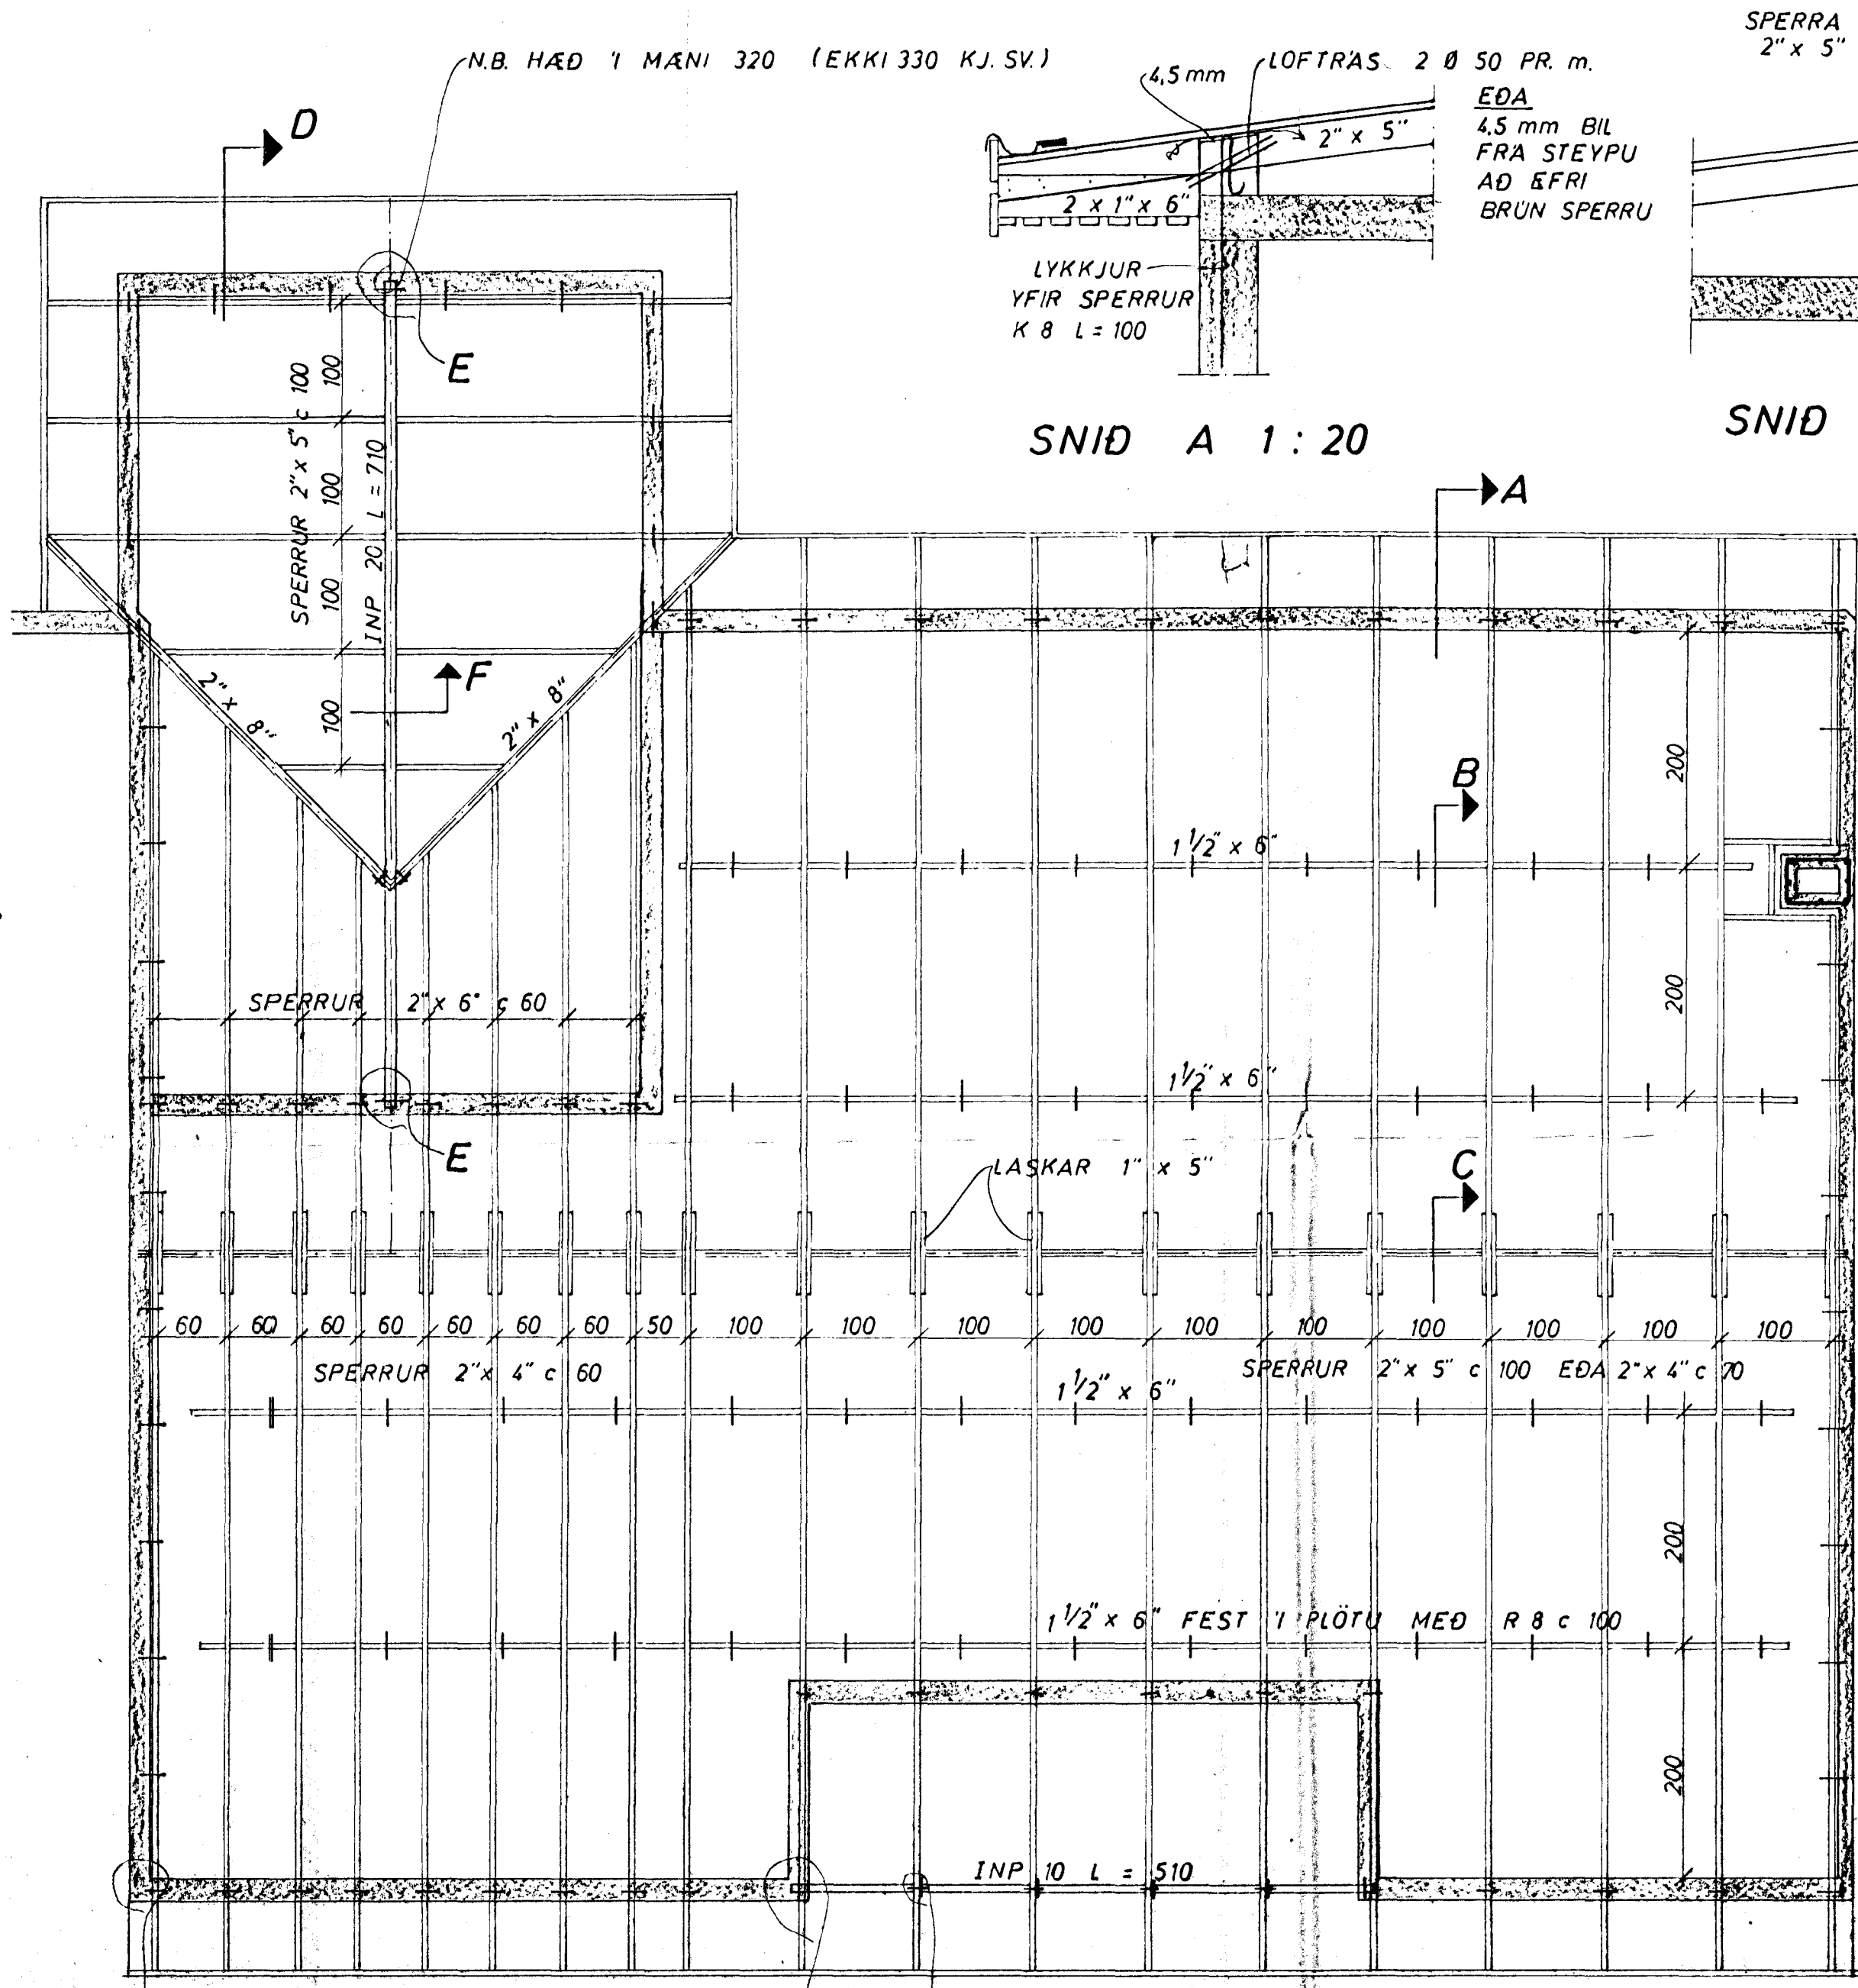 N.B. HÆÐ Í MÆNI 320 (EKKI 330 KJ. SV.)
4,5 mm
LOFTRÁS 2 Ø 50 PR. m.
EÐA
4,5 mm BIL
FRA STEYPU
AÐ EFRI
BRÚN SPERRU
SPERRA
2" x 5"
2" x 5"
2 x 1" x 6"
LYKKJUR
YFIR SPERRUR
K 8 L = 100
SNIÐ A 1 : 20
SNIÐ
D
E
A
SPERRUR 2" x 5" c 100
100
100
100
100
INP 20 L = 710
F
2" x 8"
2" x 8"
B
200
1 1/2" x 6"
200
SPERRUR 2" x 6" c 60
1 1/2" x 6"
E
LASKAR 1" x 5"
C
60 60 60 60 60 60 60 50 100 100 100 100 100 100 100 100 100 100
SPERRUR 2" x 4" c 60
SPERRUR 2" x 5" c 100 EÐA 2" x 4" c 70
1 1/2" x 6"
200
1 1/2" x 6" FEST Í PLÖTU MEÐ R 8 c 100
200
INP 10 L = 510